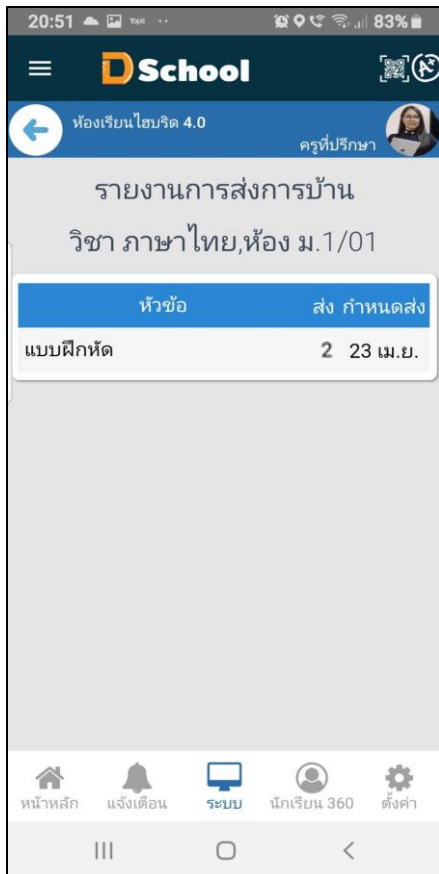 20:51
83%
DSchool
ห้องเรียนไฮบริด 4.0
ครูที่ปรึกษา
รายงานการส่งการบ้าน
วิชา ภาษาไทย,ห้อง ม.1/01
หัวข้อ ส่ง กำหนดส่ง
แบบฝึกหัด 2 23 เม.ย.
หน้าหลัก แจ้งเตือน ระบบ นักเรียน 360 ตั้งค่า